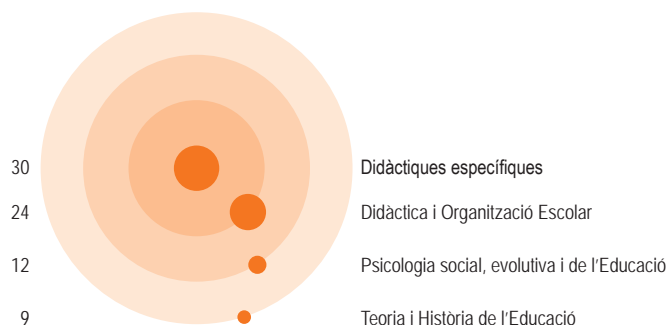 30 Didàctiques específiques
24 Didàctica i Organització Escolar
12 Psicologia social, evolutiva i de l'Educació
9 Teoria i Història de l'Educació